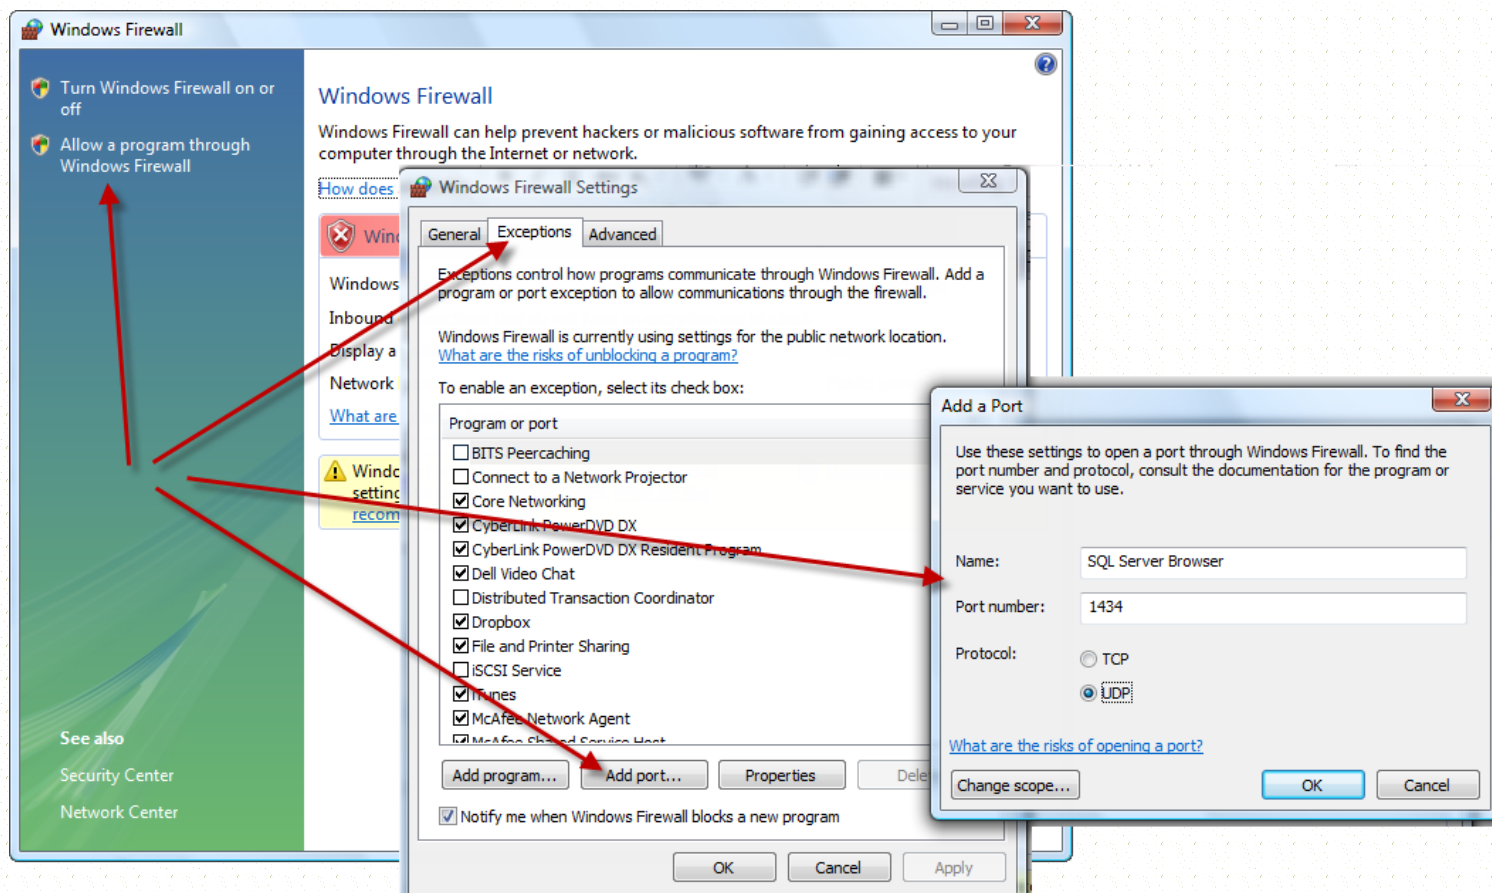 Windows Firewall
Turn Windows Firewall on or
off
Allow a program through
Windows Firewall
See also
Security Center
Network Center
Windows Firewall
Windows Firewall can help prevent hackers or malicious software from gaining access to your
computer through the Internet or network.
How does
Windows
Inbound
Display a
Network
What are
Windows Firewall Settings
General Exceptions Advanced
Exceptions control how programs communicate through Windows Firewall. Add a
program or port exception to allow communications through the firewall.
Windows Firewall is currently using settings for the public network location.
What are the risks of unblocking a program?
To enable an exception, select its check box:
Program or port
BITS Peercaching
Connect to a Network Projector
Core Networking
CyberLink PowerDVD DX
CyberLink PowerDVD DX Resident Program
Dell Video Chat
Distributed Transaction Coordinator
Dropbox
File and Printer Sharing
iSCSI Service
iTunes
McAfee Network Agent
McAfee Shared Service Host
Add program... Add port... Properties Dele
Notify me when Windows Firewall blocks a new program
OK Cancel Apply
Add a Port
Use these settings to open a port through Windows Firewall. To find the
port number and protocol, consult the documentation for the program or
service you want to use.
Name: SQL Server Browser
Port number: 1434
Protocol: TCP
UDP
What are the risks of opening a port?
Change scope... OK Cancel